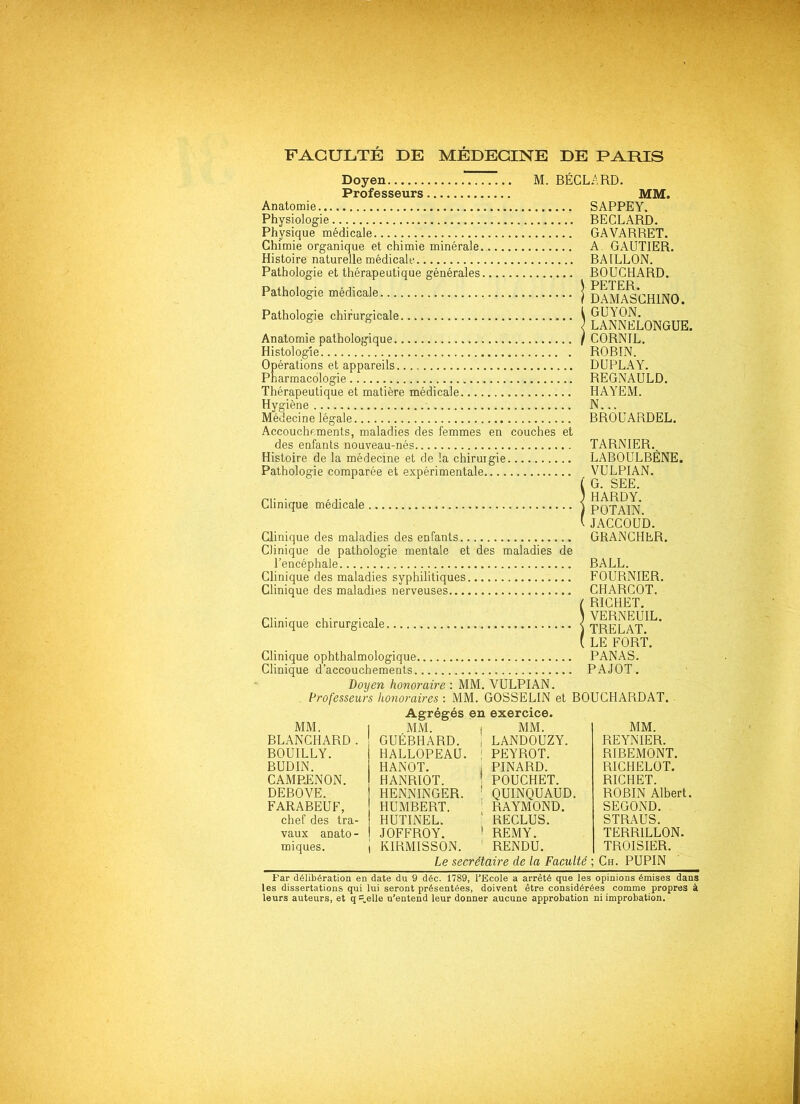 FACULTÉ DE MÉDECINE DE PARIS
Doyen.................... M. BÉCLARD.
Professeurs............. MM.
Anatomie............................................. SAPPEY.
Physiologie............................................. BECLARD.
Physique médicale............................................. GAVARRET.
Chimie organique et chimie minérale.............. A. GAUTIER.
Histoire naturelle médicale............................ BAILLON.
Pathologie et thérapeutique générales.............. BOUCHARD.
Pathologie médicale............................. { PETER.
DAMASCHINO.
Pathologie chirurgicale............................. { GUYON.
LANNELONGUE.
Anatomie pathologique............................. CORNIL.
Histologie............................................. ROBIN.
Opérations et appareils............................. DUPLAY.
Pharmacologie............................................. REGNAULD.
Thérapeutique et matière médicale................. HAYEM.
Hygiène............................................. N...
Médecine légale............................................. BROUARDEL.
Accouchements, maladies des femmes en couches et
des enfants nouveau-nés............................. TARNIER.
Histoire de la médecine et de la chirurgie.......... LABOULBÈNE.
Pathologie comparée et expérimentale.............. VULPIAN.
Clinique médicale............................. { G. SEE.
HARDY.
POTAIN.
JACCOUD.
Clinique des maladies des enfants................. GRANCHER.
Clinique de pathologie mentale et des maladies de
l'encéphale............................................. BALL.
Clinique des maladies syphilitiques................. FOURNIER.
Clinique des maladies nerveuses................. CHARCOT.
Clinique chirurgicale............................. { RICHET.
VERNEUIL.
TRELAT.
LE FORT.
Clinique ophthalmologique............................. PANAS.
Clinique d'accouchements............................. PAJOT.
Doyen honoraire : MM. VULPIAN.
Professeurs honoraires : MM. GOSSELIN et BOUCHARDAT.
Agrégés en exercice.
MM. MM. MM. MM.
BLANCHARD. GUÉBHARD. LANDOUZY. REYNIER.
BOUILLY. HALLOPEAU. PEYROT. RIBEMONT.
BUDIN. HANOT. PINARD. RICHELOT.
CAMPENON. HANRIOT. POUCHET. RICHET.
DEBOVE. HENNINGER. QUINQUAUD. ROBIN Albert.
FARABEUF, HUMBERT. RAYMOND. SEGOND.
chef des tra- HUTINEL. RECLUS. STRAUS.
vaux anato- JOFFROY. REMY. TERRILLON.
miques. KIRMISSON. RENDU. TROISIER.
Le secrétaire de la Faculté ; CH. PUPIN
Par délibération en date du 9 déc. 1789, l'Ecole a arrêté que les opinions émises dans
les dissertations qui lui seront présentées, doivent être considérées comme propres à
leurs auteurs, et qu'elle n'entend leur donner aucune approbation ni improbation.